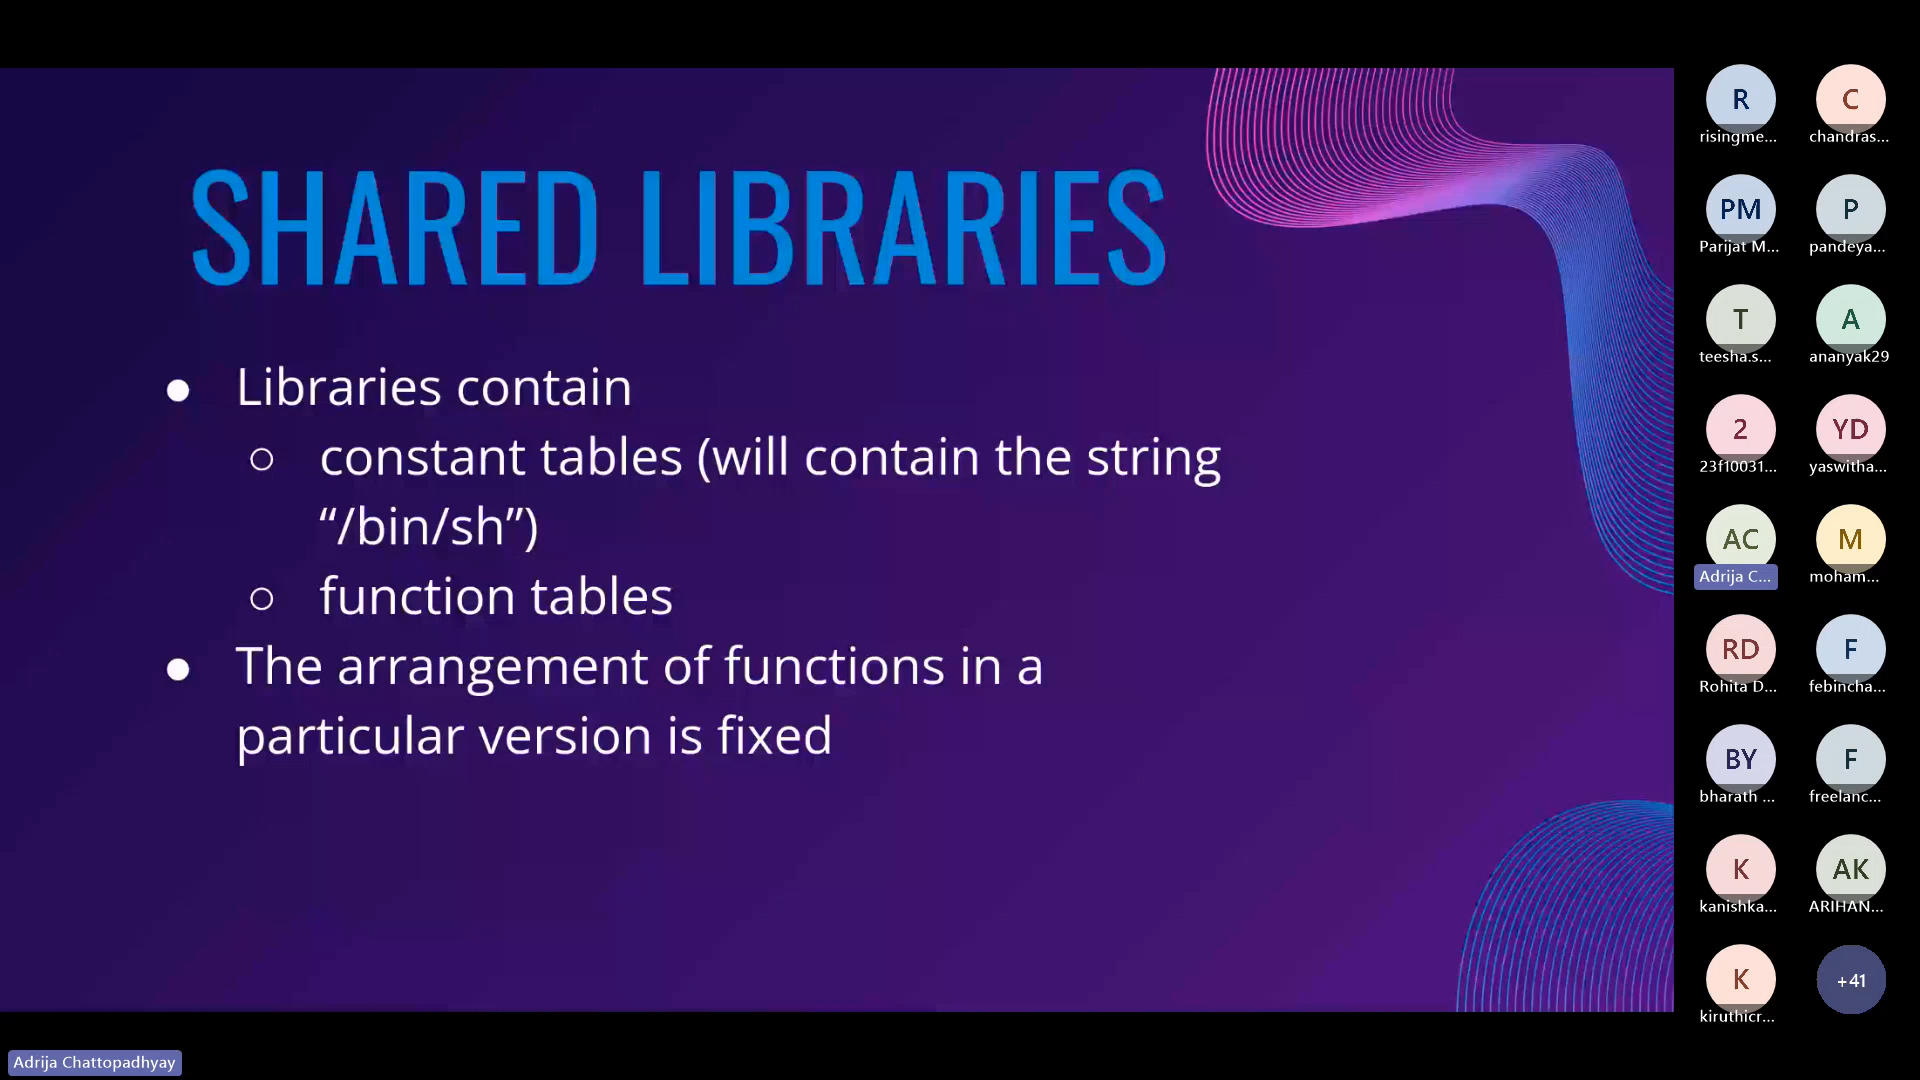 SHARED LIBRARIES
● Libraries contain
○ constant tables (will contain the string
“/bin/sh”)
○ function tables
● The arrangement of functions in a
particular version is fixed
R
risingme...
C
chandras...
PM
Parijat M...
P
pandeya...
T
teesha.s...
A
ananyak29
2
23f10031...
YD
yaswitha...
AC
Adrija C...
M
moham...
RD
Rohita D...
F
febincha...
BY
bharath ...
F
freelanc...
K
kanishka...
AK
ARIHAN...
K
kiruthicr...
+41
Adrija Chattopadhyay